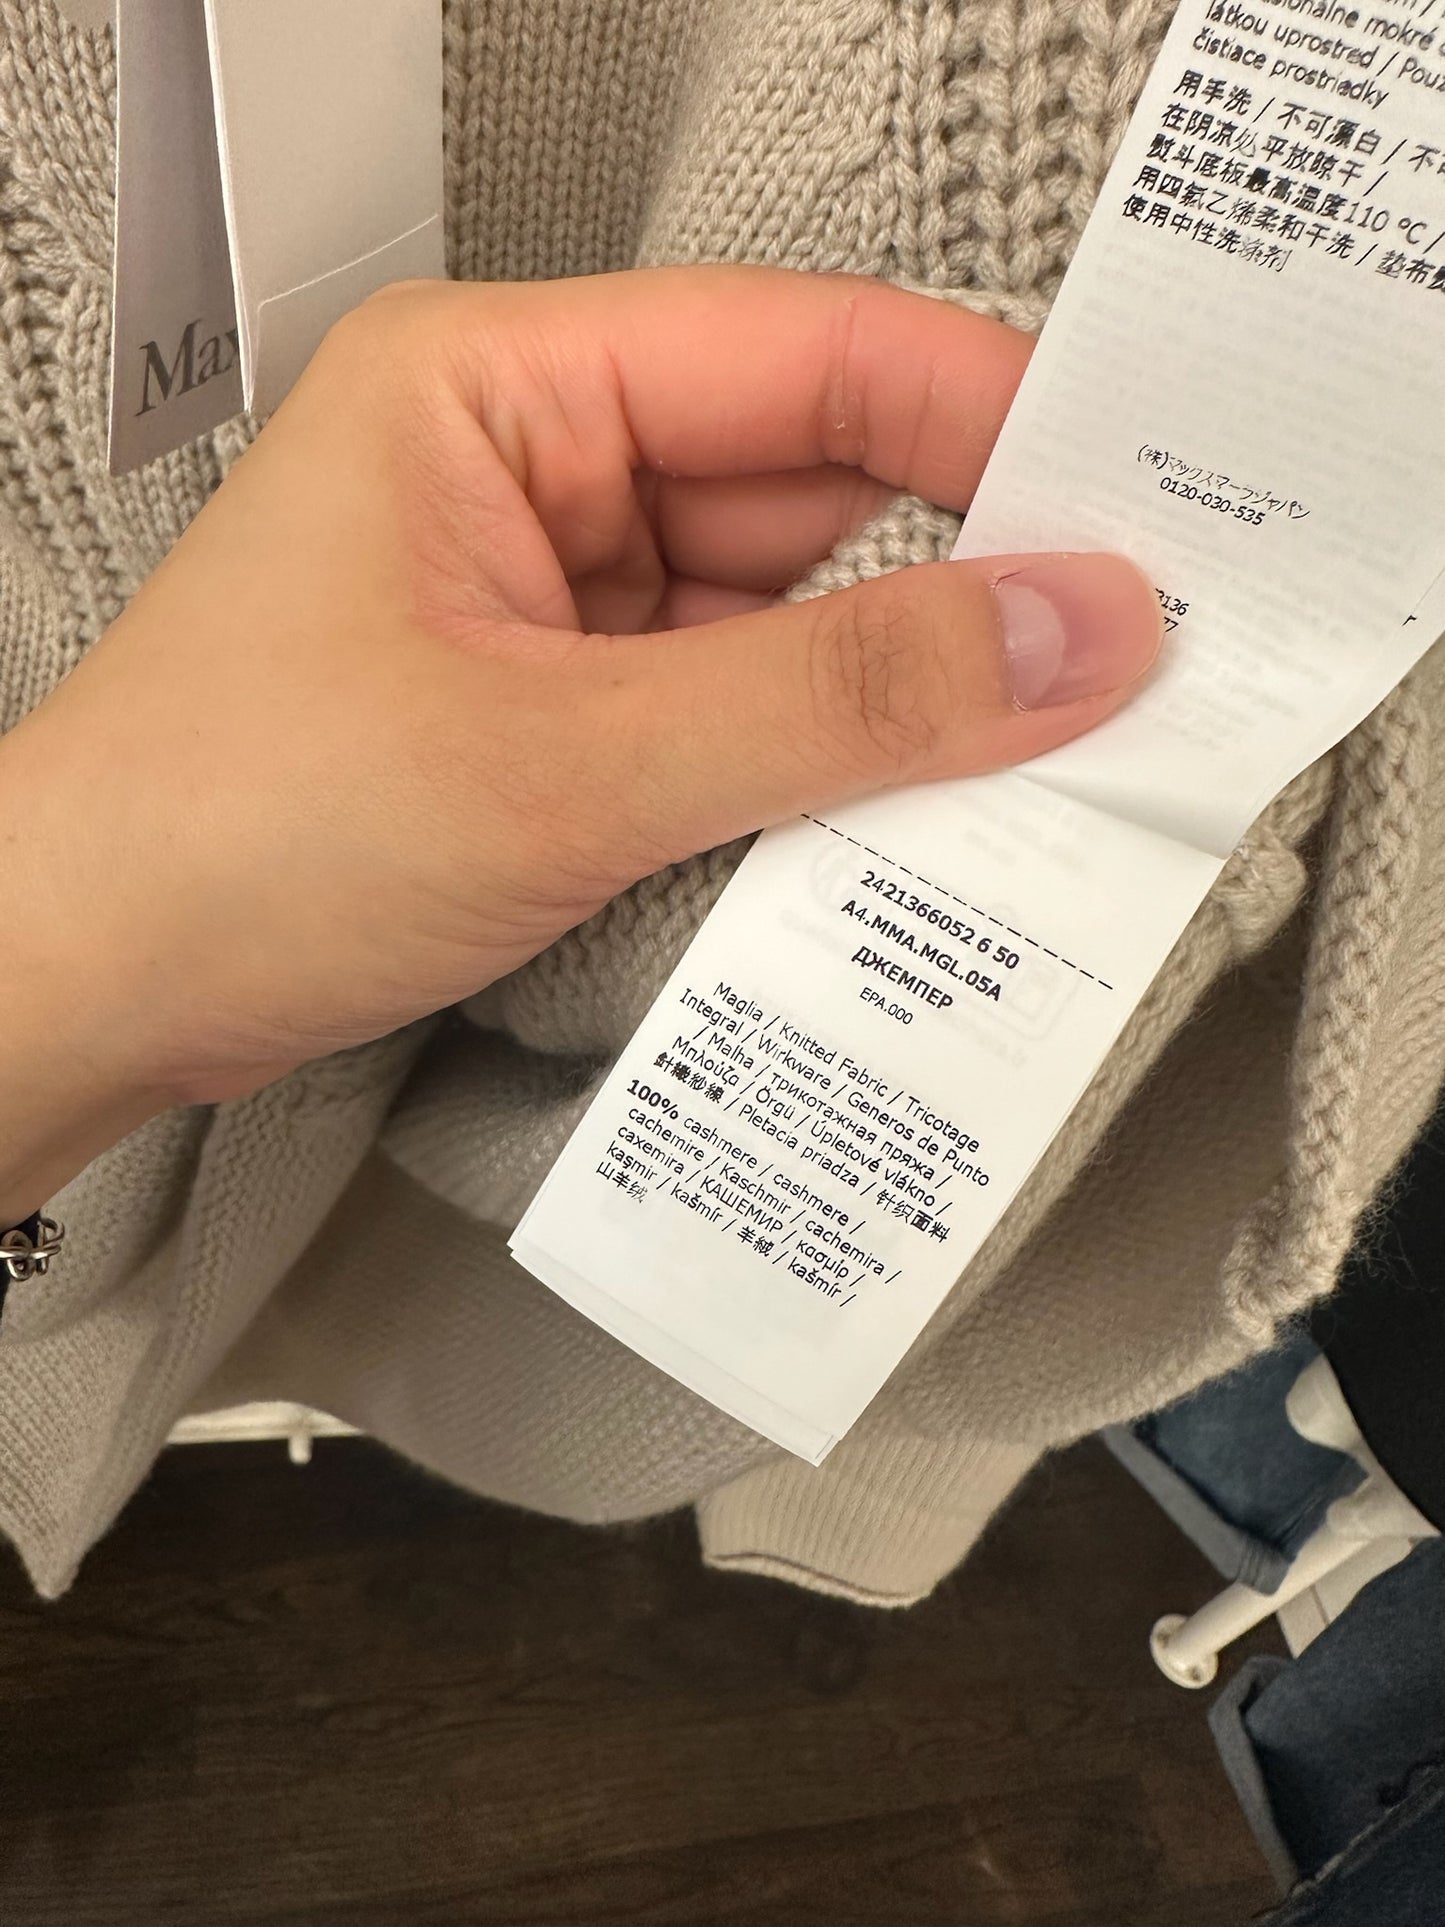 Max
látkou uprostred /
čistiace prostriedky
用手洗 / 不可漂白 /
在阴凉处平放晾干 /
熨斗底板最高温度110 ºC /
用四氯乙烯柔和干洗 / 垫布
使用中性洗涤剂
(株)マックスマーラジャパン
0120-030-535
3136
77
2421366052 6 50
A4.MMA.MGL.05A
ДЖЕМПЕР
EPA.000
Maglia / Knitted Fabric / Tricotage
Integral / Wirkware / Generos de Punto
/ Malha / трикотажная пряжа /
Μπλούζα / Örgü / Úpletové vlákno /
針織紗線 / Pletacia priadza / 针织面料
100% cashmere / cashmere /
cachemire / Kaschmir / cachemira /
caxemira / КАШЕМИР / κασμίρ /
kaşmir / kašmír / 羊絨 / kašmír /
山羊绒